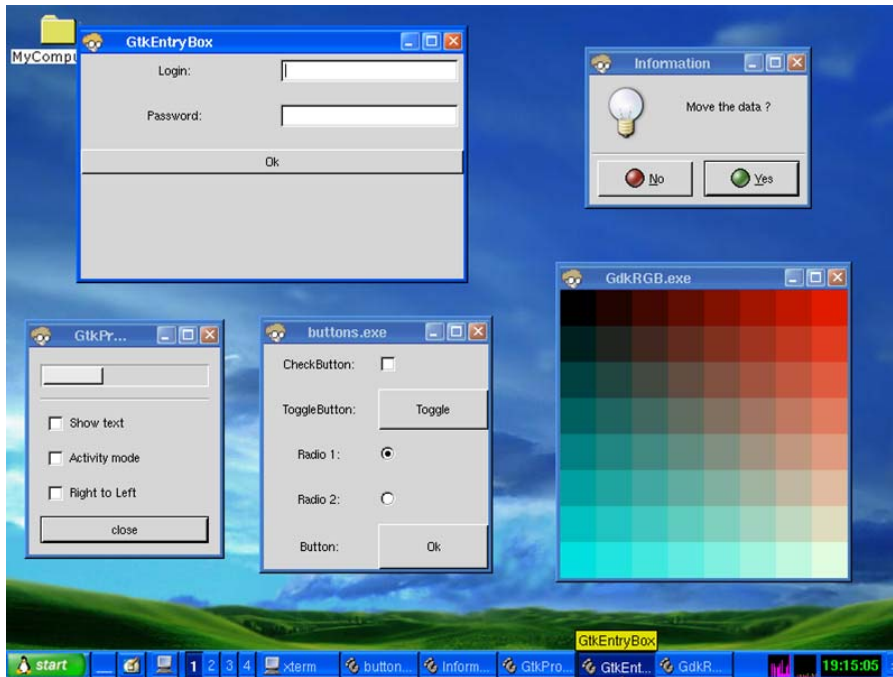 MyCompu
GtkEntryBox
Login:
Password:
Ok
Information
Move the data ?
No
Yes
GtkPr...
Show text
Activity mode
Right to Left
close
buttons.exe
CheckButton:
ToggleButton:
Toggle
Radio 1:
Radio 2:
Button:
Ok
GdkRGB.exe
GtkEntryBox
start
1 2 3 4
xterm
button...
Inform...
GtkPro...
GtkEnt...
GdkR...
19:15:05